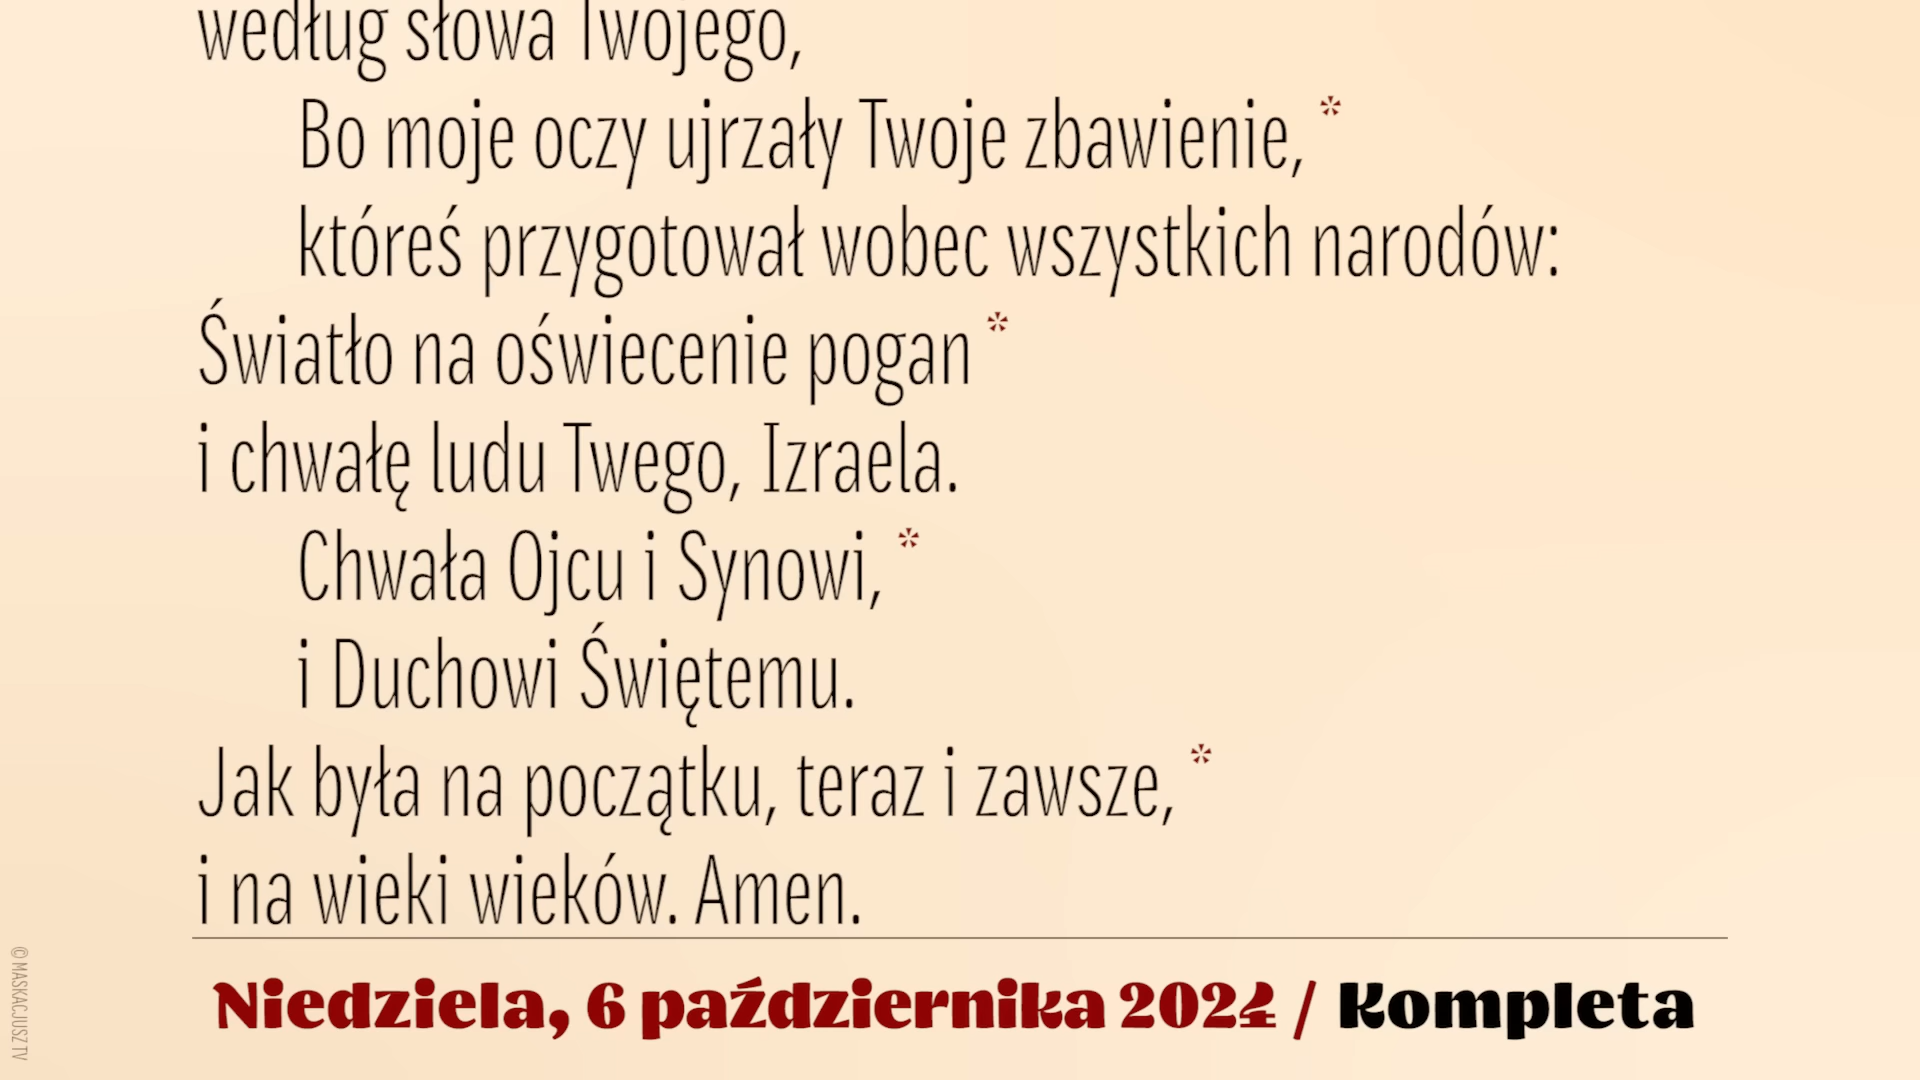 według słowa Twojego,
Bo moje oczy ujrzały Twoje zbawienie, *
któreś przygotował wobec wszystkich narodów:
Światło na oświecenie pogan *
i chwałę ludu Twego, Izraela.
Chwała Ojcu i Synowi, *
i Duchowi Świętemu.
Jak była na początku, teraz i zawsze, *
i na wieki wieków. Amen.
Niedziela, 6 października 2024 / Kompleta
© MASKACJUSZ TV